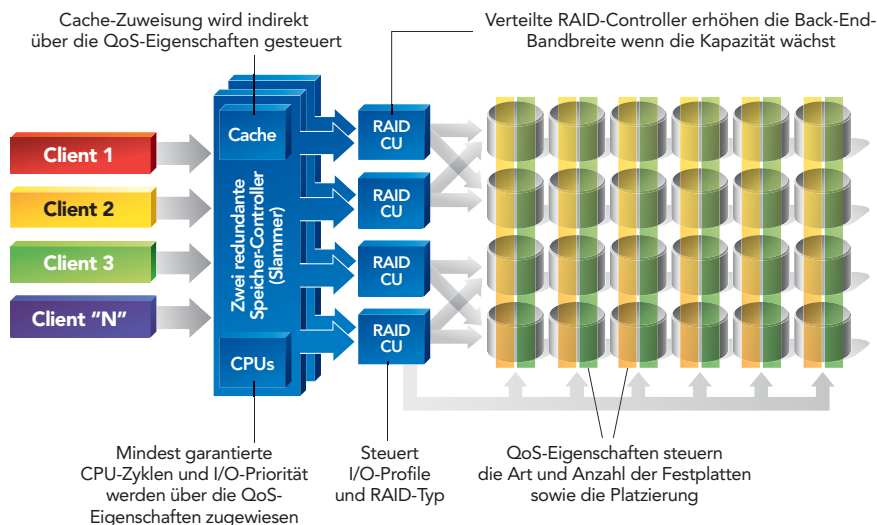 Cache-Zuweisung wird indirekt
über die QoS-Eigenschaften gesteuert
Verteilte RAID-Controller erhöhen die Back-End-
Bandbreite wenn die Kapazität wächst
Client 1
Client 2
Client 3
Client “N”
Cache
Zwei redundante
Speicher-Controller
(Slammer)
CPUs
RAID
CU
RAID
CU
RAID
CU
RAID
CU
Mindest garantierte
CPU-Zyklen und I/O-Priorität
werden über die QoS-
Eigenschaften zugewiesen
Steuert
I/O-Profile
und RAID-Typ
QoS-Eigenschaften steuern
die Art und Anzahl der Festplatten
sowie die Platzierung